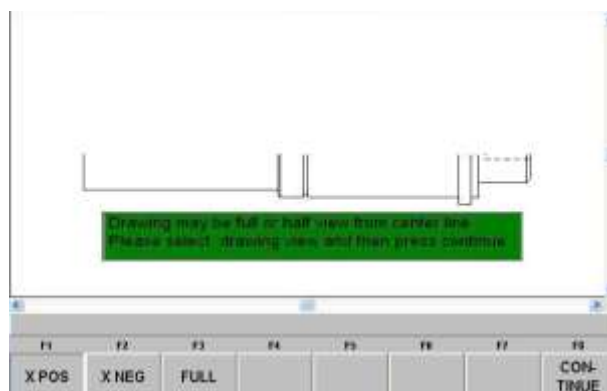 Drawing may be full or half view from center line
Please select drawing view and then press continue
F1 F2 F3 F4 F5 F6 F7 F8
X POS X NEG FULL CON-
TINUE